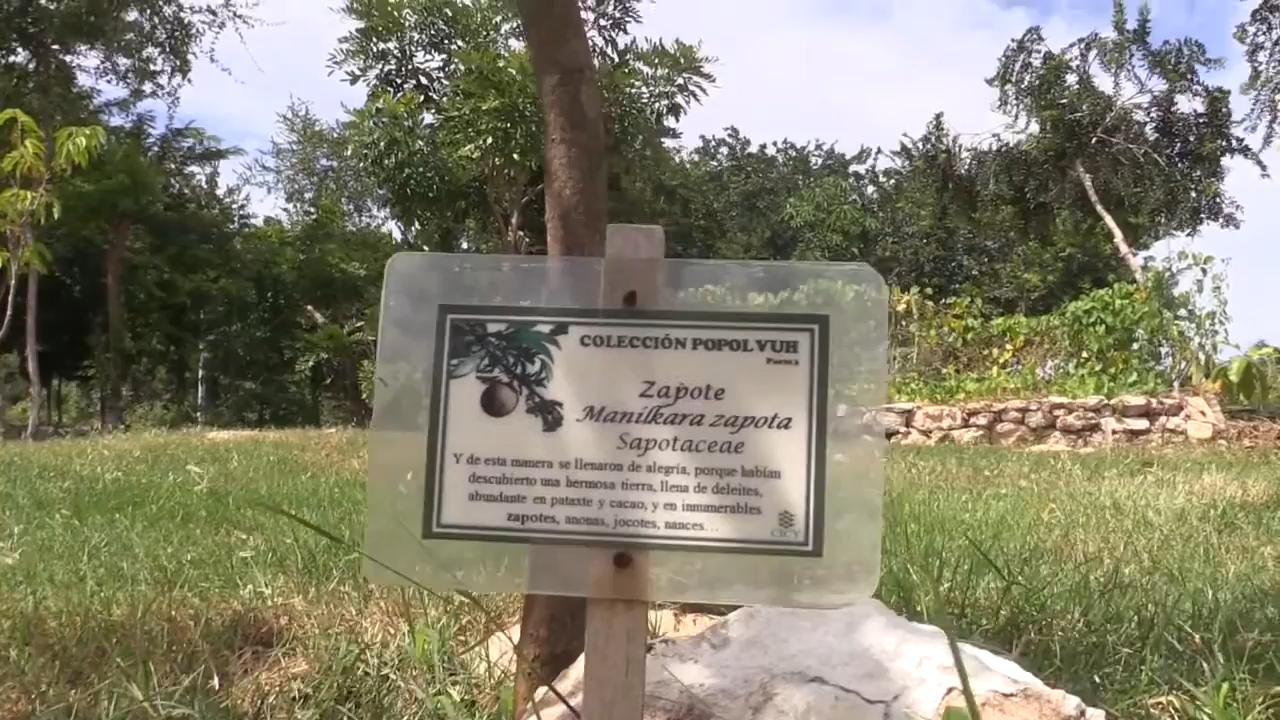 COLECCIÓN POPOL VUH
Zapote
Manilkara zapota
Sapotaceae
Y de esta manera se llenaron de alegría, porque habían
descubierto una hermosa tierra, llena de deleites,
abundante en pataxte y cacao, y en innumerables
zapotes, anonas, jocotes, nances...
CICY